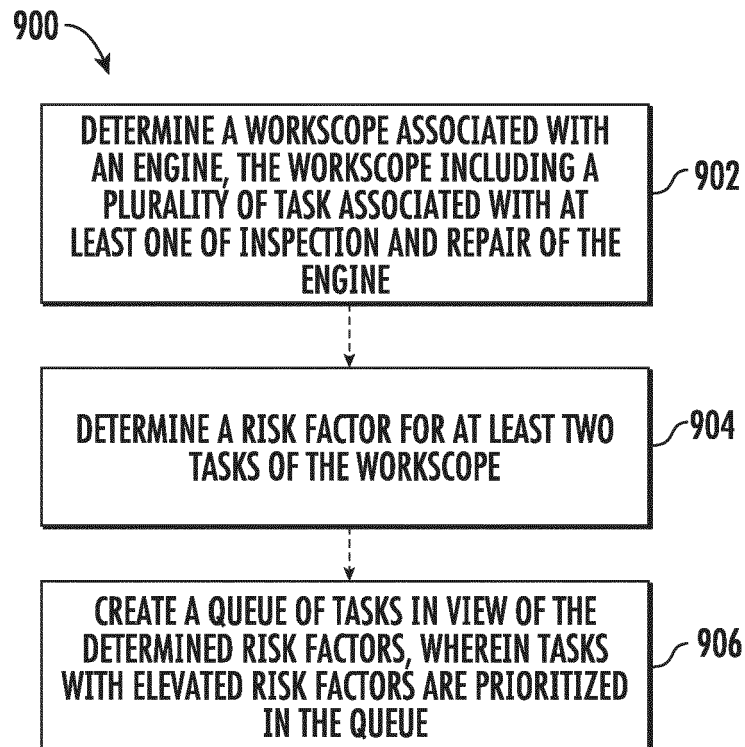 900
DETERMINE A WORKSCOPE ASSOCIATED WITH
AN ENGINE, THE WORKSCOPE INCLUDING A
PLURALITY OF TASK ASSOCIATED WITH AT
LEAST ONE OF INSPECTION AND REPAIR OF THE
ENGINE
902
DETERMINE A RISK FACTOR FOR AT LEAST TWO
TASKS OF THE WORKSCOPE
904
CREATE A QUEUE OF TASKS IN VIEW OF THE
DETERMINED RISK FACTORS, WHEREIN TASKS
WITH ELEVATED RISK FACTORS ARE PRIORITIZED
IN THE QUEUE
906